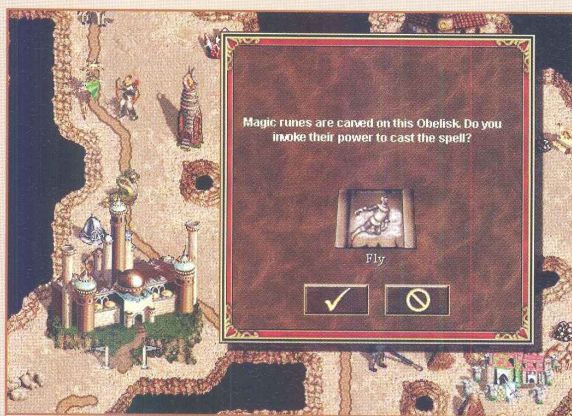 Magic runes are carved on this Obelisk. Do you
invoke their power to cast the spell?
Fly